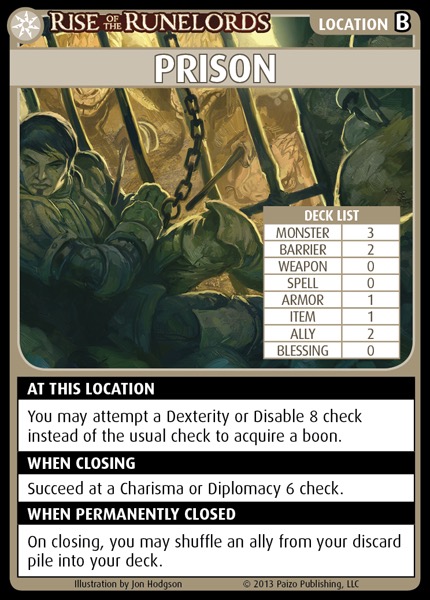 RISE OF THE RUNELORDS LOCATION B
PRISON
DECK LIST
MONSTER 3
BARRIER 2
WEAPON 0
SPELL 0
ARMOR 1
ITEM 1
ALLY 2
BLESSING 0
AT THIS LOCATION
You may attempt a Dexterity or Disable 8 check
instead of the usual check to acquire a boon.
WHEN CLOSING
Succeed at a Charisma or Diplomacy 6 check.
WHEN PERMANENTLY CLOSED
On closing, you may shuffle an ally from your discard
pile into your deck.
Illustration by Jon Hodgson © 2013 Paizo Publishing, LLC